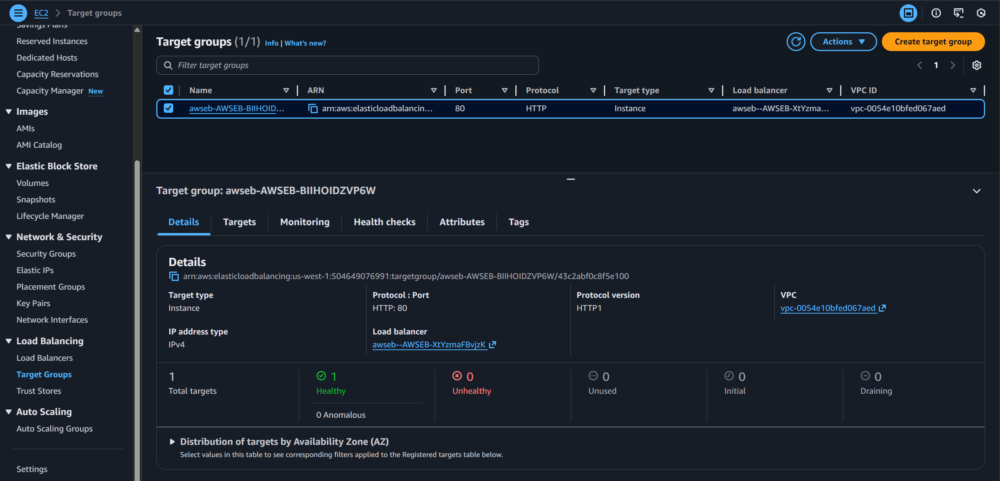 EC2 > Target groups
Savings Plans
Reserved Instances
Dedicated Hosts
Capacity Reservations
Capacity Manager New
Images
AMIs
AMI Catalog
Elastic Block Store
Volumes
Snapshots
Lifecycle Manager
Network & Security
Security Groups
Elastic IPs
Placement Groups
Key Pairs
Network Interfaces
Load Balancing
Load Balancers
Target Groups
Trust Stores
Auto Scaling
Auto Scaling Groups
Settings
Target groups (1/1) Info | What's new?
Actions
Create target group
Filter target groups
1
Name ARN Port Protocol Target type Load balancer VPC ID
awseb-AWSEB-BIIHOID... arn:aws:elasticloadbalancin... 80 HTTP Instance awseb--AWSEB-XtYzma... vpc-0054e10bfed067aed
Target group: awseb-AWSEB-BIIHOIDZVP6W
Details Targets Monitoring Health checks Attributes Tags
Details
arn:aws:elasticloadbalancing:us-west-1:504649076991:targetgroup/awseb-AWSEB-BIIHOIDZVP6W/43c2abf0c8f5e100
Target type
Instance
Protocol : Port
HTTP: 80
Protocol version
HTTP1
VPC
vpc-0054e10bfed067aed
IP address type
IPv4
Load balancer
awseb--AWSEB-XtYzmaFBvjzK
1
Total targets
1
Healthy
0 Anomalous
0
Unhealthy
0
Unused
0
Initial
0
Draining
Distribution of targets by Availability Zone (AZ)
Select values in this table to see corresponding filters applied to the Registered targets table below.